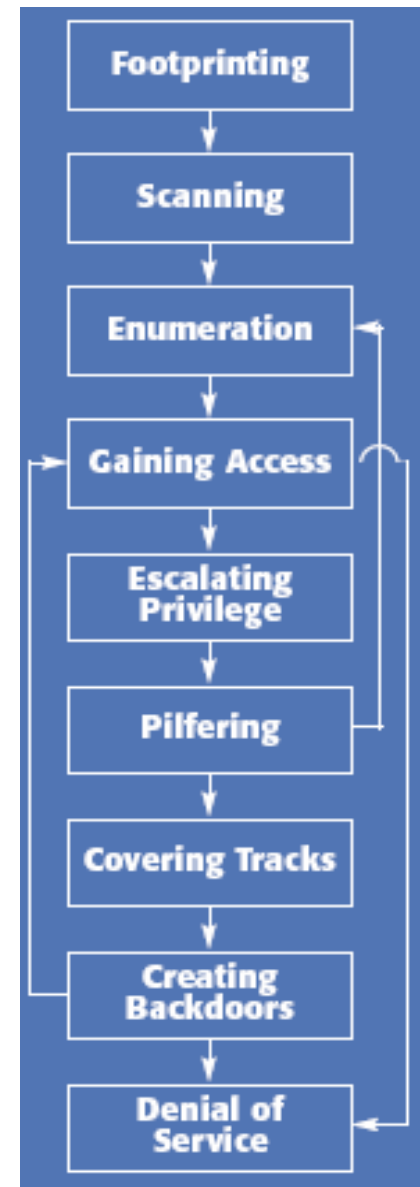 Footprinting
Scanning
Enumeration
Gaining Access
Escalating
Privilege
Pilfering
Covering Tracks
Creating
Backdoors
Denial of
Service